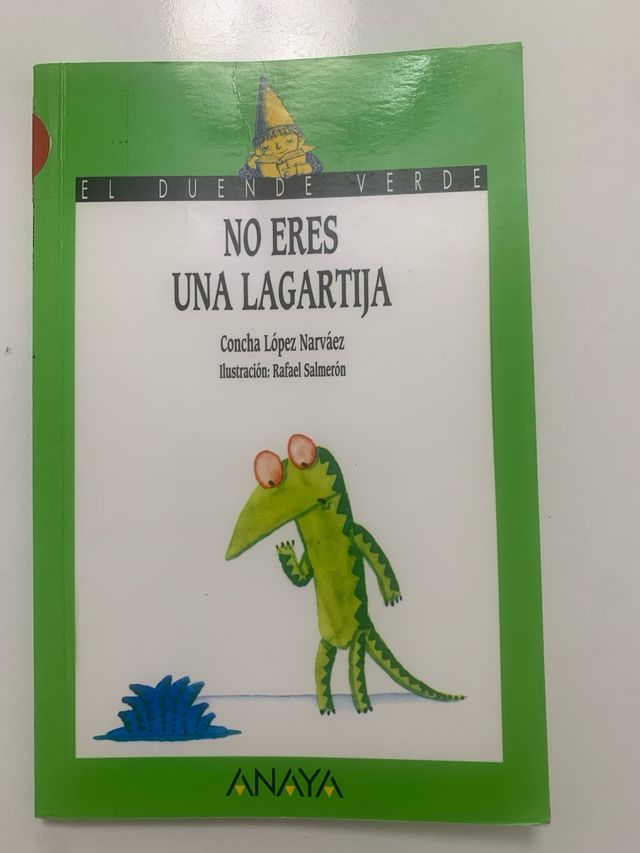 EL DUENDE VERDE
NO ERES
UNA LAGARTIJA
Concha López Narváez
Ilustración: Rafael Salmerón
ANAYA